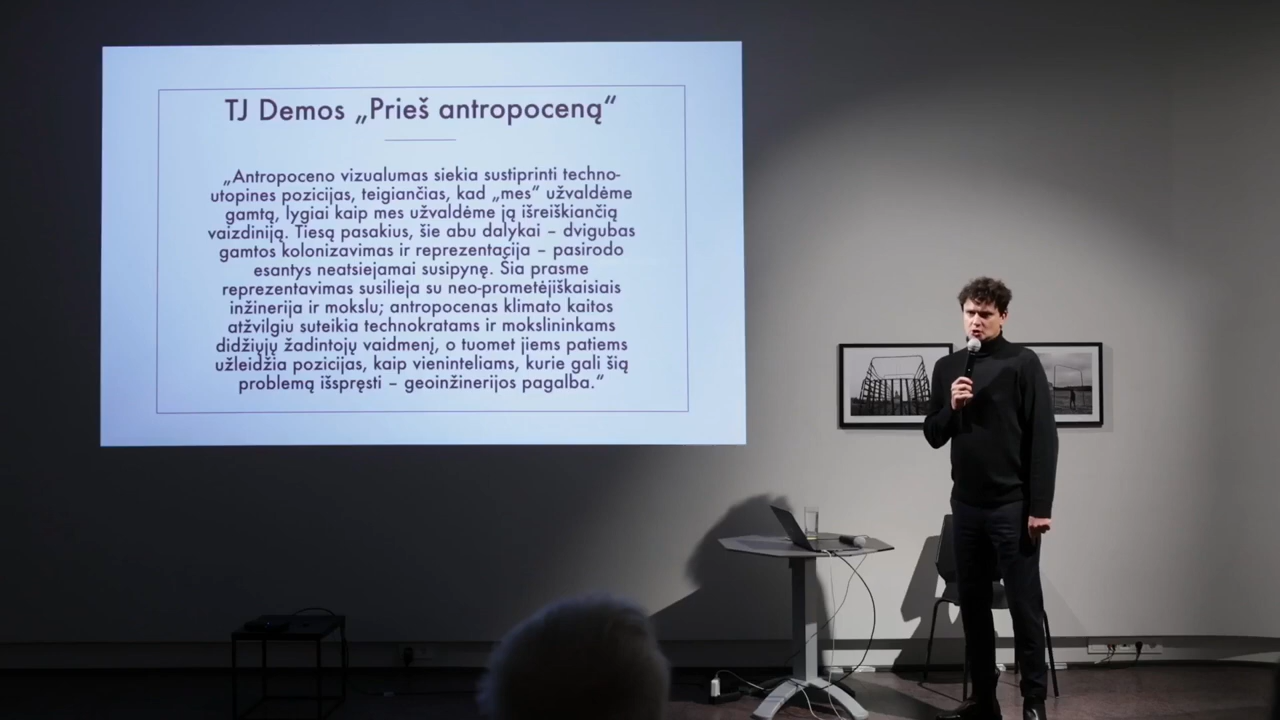 TJ Demos „Prieš antropoceną“
„Antropoceno vizualumas siekia sustiprinti techno-
utopines pozicijas, teigiančias, kad „mes“ užvaldėme
gamtą, lygiai kaip mes užvaldėme ją išreiškiančią
vaizdiniją. Tiesą pasakius, šie abu dalykai – dvigubas
gamtos kolonizavimas ir reprezentacija – pasirodo
esantys neatsiejamai susipynę. Šia prasme
reprezentavimas susilieja su neo-prometėjiškaisiais
inžinerija ir mokslu; antropocenas klimato kaitos
atžvilgiu suteikia technokratams ir mokslininkams
didžiųjų žadintojų vaidmenį, o tuomet jiems patiems
užleidžia pozicijas, kaip vieninteliams, kurie gali šią
problemą išspręsti – geoinžinerijos pagalba.“